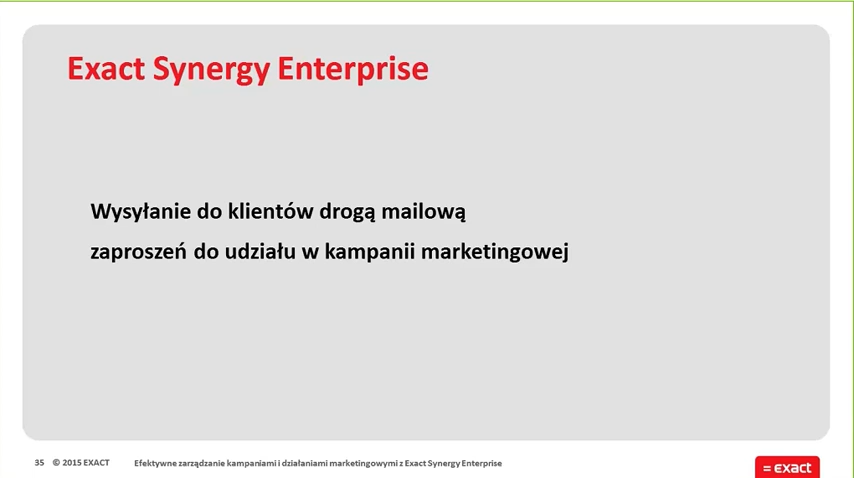 Exact Synergy Enterprise
Wysyłanie do klientów drogą mailową
zaproszeń do udziału w kampanii marketingowej
35 © 2015 EXACT Efektywne zarządzanie kampaniami i działaniami marketingowymi z Exact Synergy Enterprise
= exact